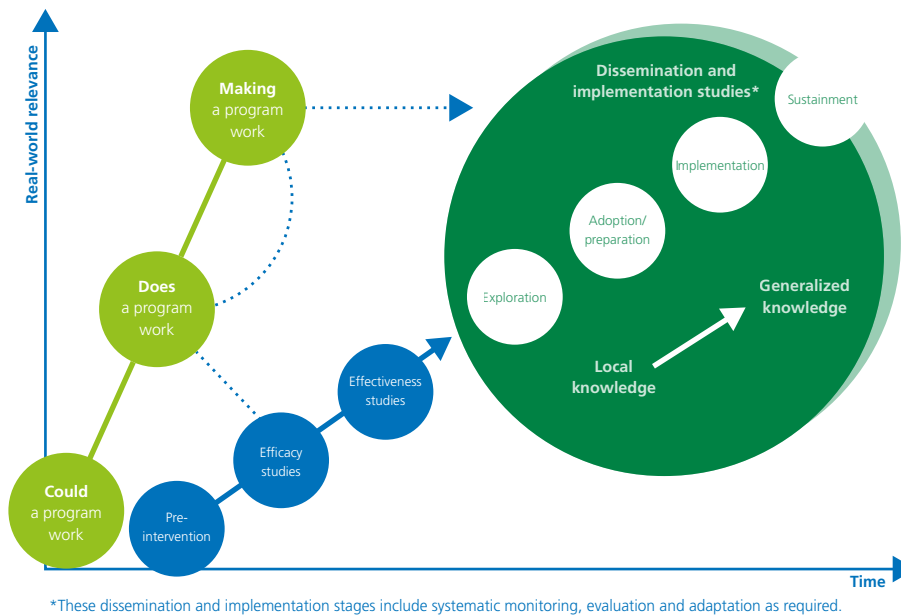 Real-world relevance
Making
a program
work
Does
a program
work
Could
a program
work
Pre-
intervention
Efficacy
studies
Effectiveness
studies
Dissemination and
implementation studies*
Exploration
Adoption/
preparation
Implementation
Sustainment
Local
knowledge
Generalized
knowledge
Time
*These dissemination and implementation stages include systematic monitoring, evaluation and adaptation as required.